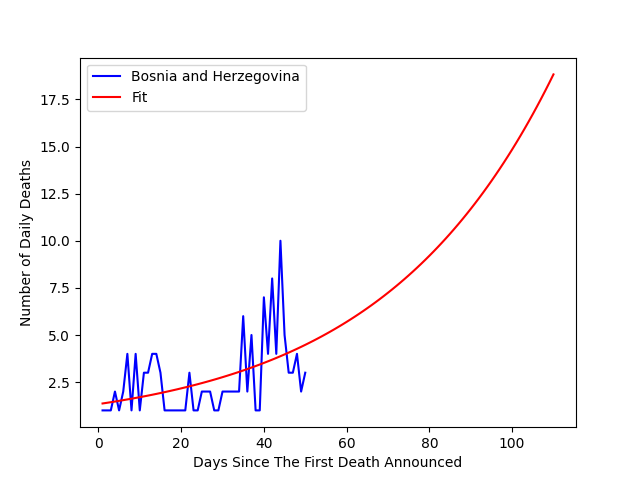 Bosnia and Herzegovina
Fit
17.5
15.0
12.5
10.0
7.5
5.0
2.5
Number of Daily Deaths
0 20 40 60 80 100
Days Since The First Death Announced